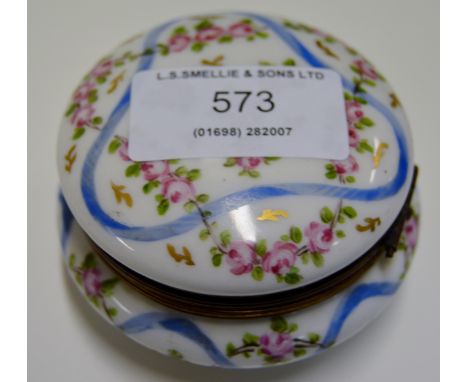 L.S.SMELLIE & SONS LTD
573
(01698) 282007